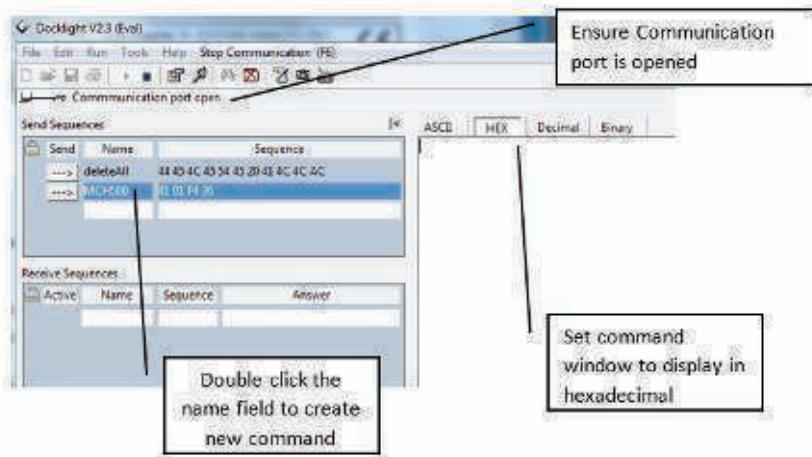 Docklight V2.3 (Eval)
File Edit Run Tools Help Stop Communication (F6)
Communication port open
Send Sequences
Send Name Sequence
----> deleteAll 44 45 4C 45 54 45 20 41 4C 4C AC
---->
Receive Sequences
Active Name Sequence Answer
ASCII HEX Decimal Binary
Ensure Communication
port is opened
Set command
window to display in
hexadecimal
Double click the
name field to create
new command